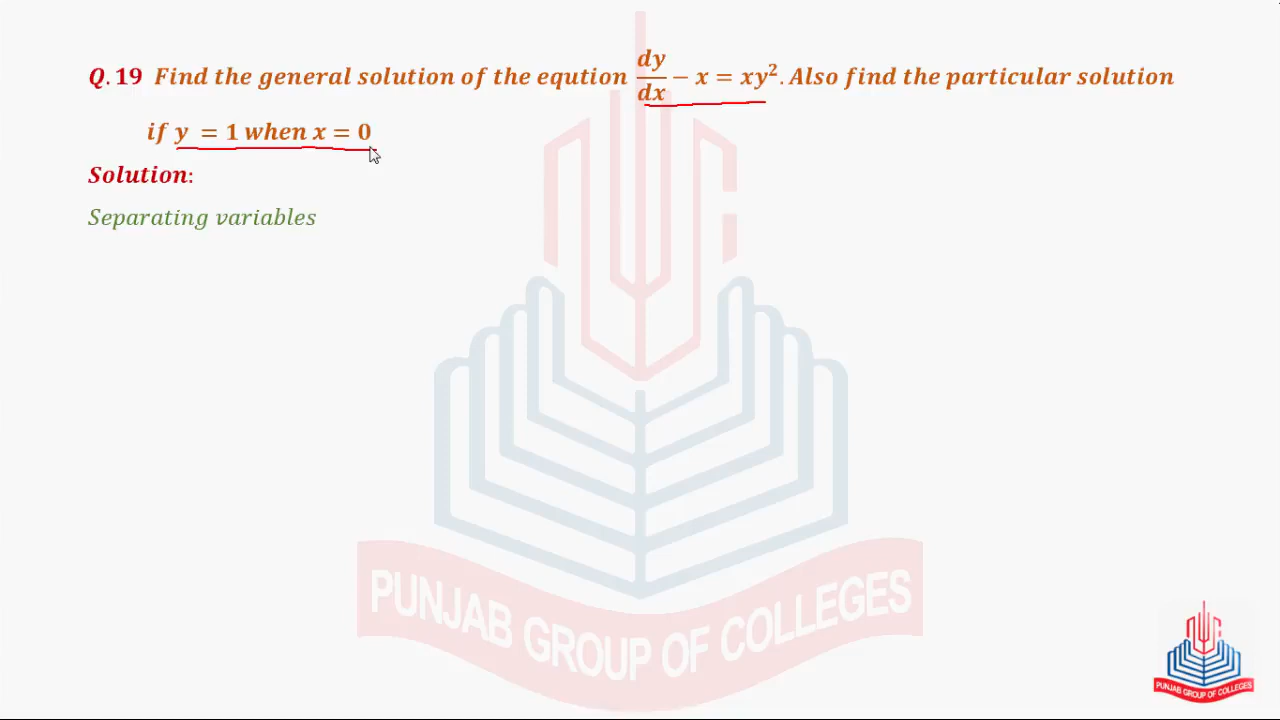 Q. 19 Find the general solution of the eqution dy/dx − x = xy². Also find the particular solution
if y = 1 when x = 0
Solution:
Separating variables
PUNJAB GROUP OF COLLEGES
PUNJAB GROUP OF COLLEGES